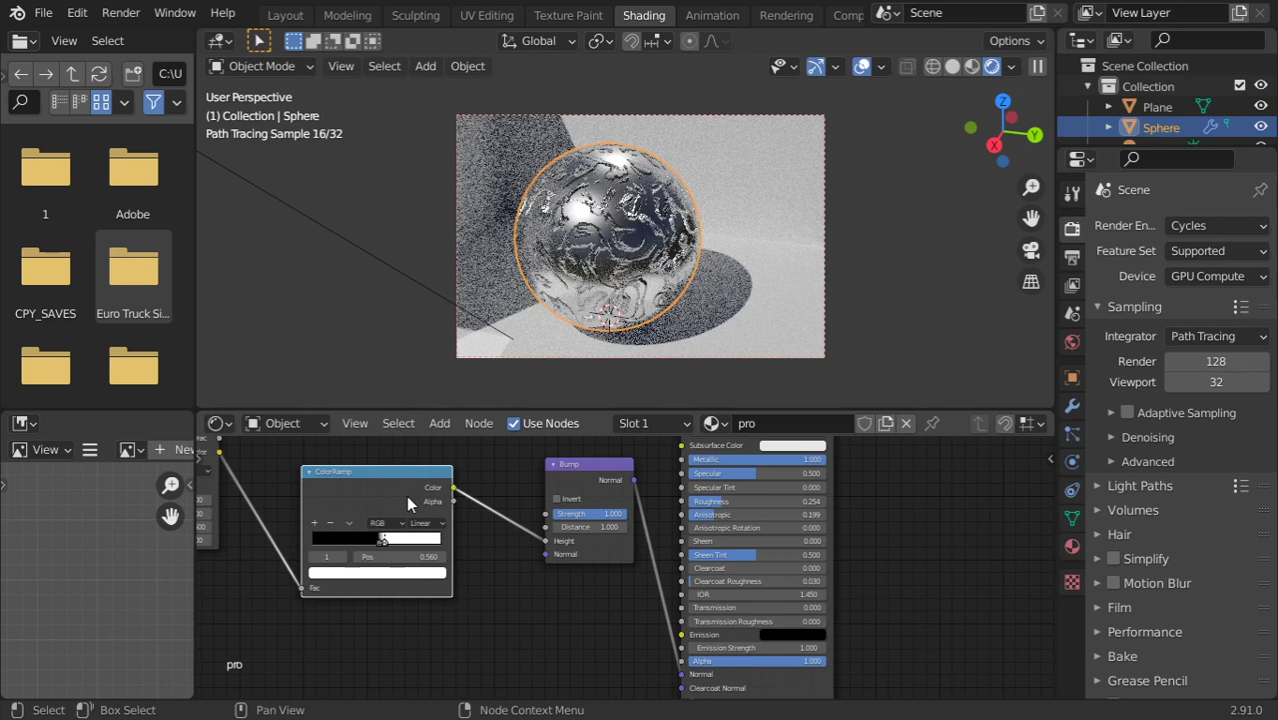 File Edit Render Window Help Layout Modeling Sculpting UV Editing Texture Paint Shading Animation Rendering Comp Scene View Layer
View Select Global Options
Object Mode View Select Add Object
C:\U
User Perspective
(1) Collection | Sphere
Path Tracing Sample 16/32
Z
Y
X
1 Adobe
CPY_SAVES Euro Truck Si...
Scene Collection
Collection
Plane
Sphere
Scene
Render En... Cycles
Feature Set Supported
Device GPU Compute
Sampling
Integrator Path Tracing
Render 128
Viewport 32
Adaptive Sampling
Denoising
Advanced
Light Paths
Volumes
Hair
Simplify
Motion Blur
Film
Performance
Bake
Grease Pencil
View New
Object View Select Add Node Use Nodes Slot 1 pro
Fac
ColorRamp
Color
Alpha
RGB Linear
1 Pos 0.560
Fac
Bump
Normal
Invert
Strength 1.000
Distance 1.000
Height
Normal
Subsurface Color
Metallic 1.000
Specular 0.500
Specular Tint 0.000
Roughness 0.254
Anisotropic 0.199
Anisotropic Rotation 0.000
Sheen 0.000
Sheen Tint 0.500
Clearcoat 0.000
Clearcoat Roughness 0.030
IOR 1.450
Transmission 0.000
Transmission Roughness 0.000
Emission
Emission Strength 1.000
Alpha 1.000
Normal
Clearcoat Normal
pro
Select Box Select Pan View Node Context Menu 2.91.0